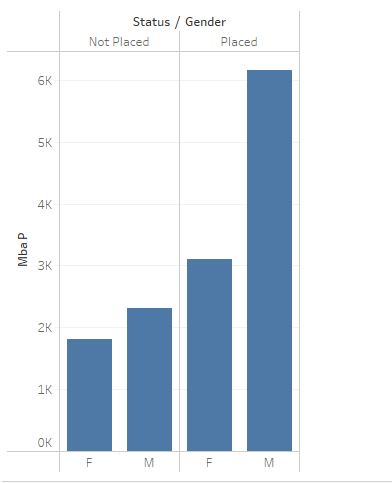 Status / Gender
Not Placed Placed
Mba P
6K
5K
4K
3K
2K
1K
0K
F M F M